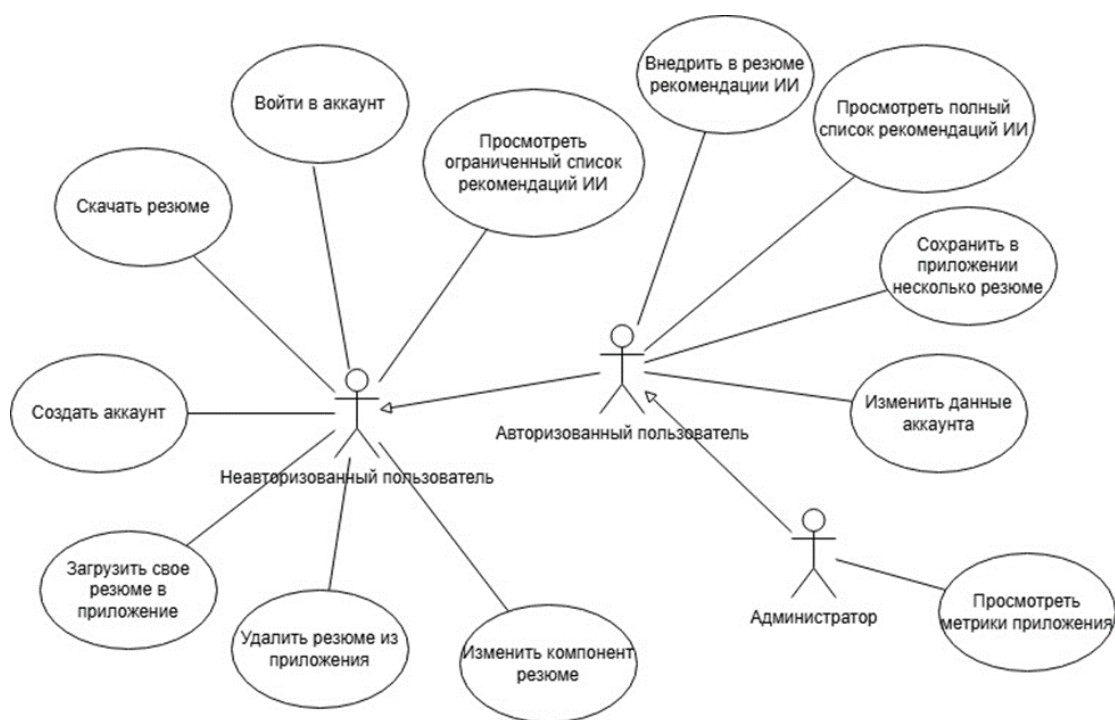 Войти в аккаунт
Внедрить в резюме
рекомендации ИИ
Просмотреть полный
список рекомендаций ИИ
Просмотреть
ограниченный список
рекомендаций ИИ
Скачать резюме
Сохранить в
приложении
несколько резюме
Создать аккаунт
Изменить данные
аккаунта
Авторизованный пользователь
Неавторизованный пользователь
Загрузить свое
резюме в
приложение
Удалить резюме из
приложения
Изменить компонент
резюме
Администратор
Просмотреть
метрики приложения